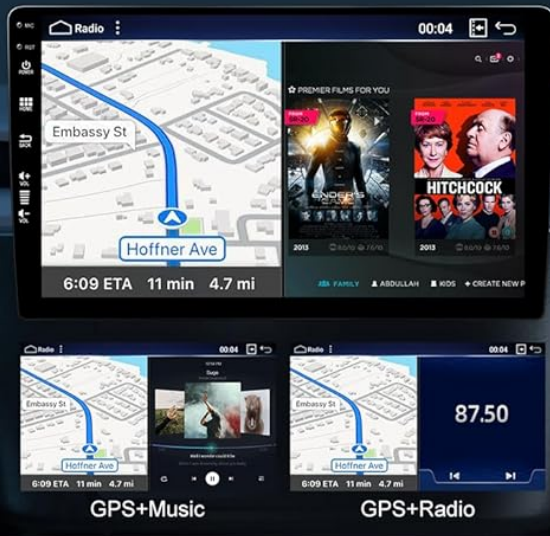 MIC
Radio
00:04
RST
POWER
HOME
BACK
VOL
VOL
Embassy St
Hoffner Ave
6:09 ETA 11 min 4.7 mi
PREMIER FILMS FOR YOU
ENDER'S
HITCHCOCK
2013
2013
FAMILY ABDULLAH KIDS + CREATE NEW P
Radio
00:04
Embassy St
Hoffner Ave
6:09 ETA 11 min 4.7 mi
Suge
GPS+Music
Radio
00:04
Embassy St
Hoffner Ave
6:09 ETA 11 min 4.7 mi
87.50
GPS+Radio